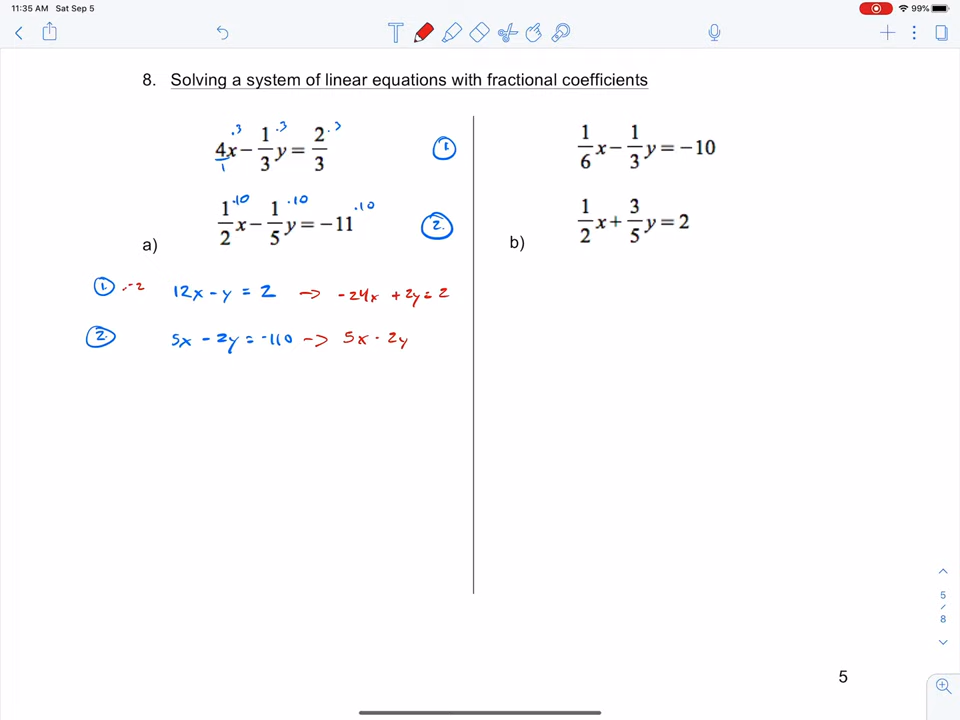 11:35 AM Sat Sep 5
99%
8. Solving a system of linear equations with fractional coefficients
·3 ·3 ·3
4x/1 − 1/3 y = 2/3
①
·10 ·10 ·10
1/2 x − 1/5 y = −11
②
a)
1/6 x − 1/3 y = −10
1/2 x + 3/5 y = 2
b)
① ·-2 12x − y = 2 → -24x + 2y = 2
② 5x − 2y = -110 → 5x - 2y
5
/
8
5